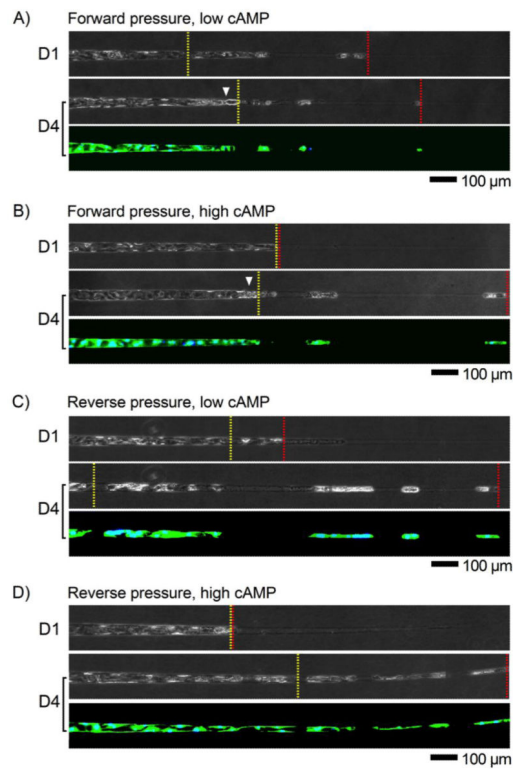 A) Forward pressure, low cAMP
D1
D4
100 µm
B) Forward pressure, high cAMP
D1
D4
100 µm
C) Reverse pressure, low cAMP
D1
D4
100 µm
D) Reverse pressure, high cAMP
D1
D4
100 µm